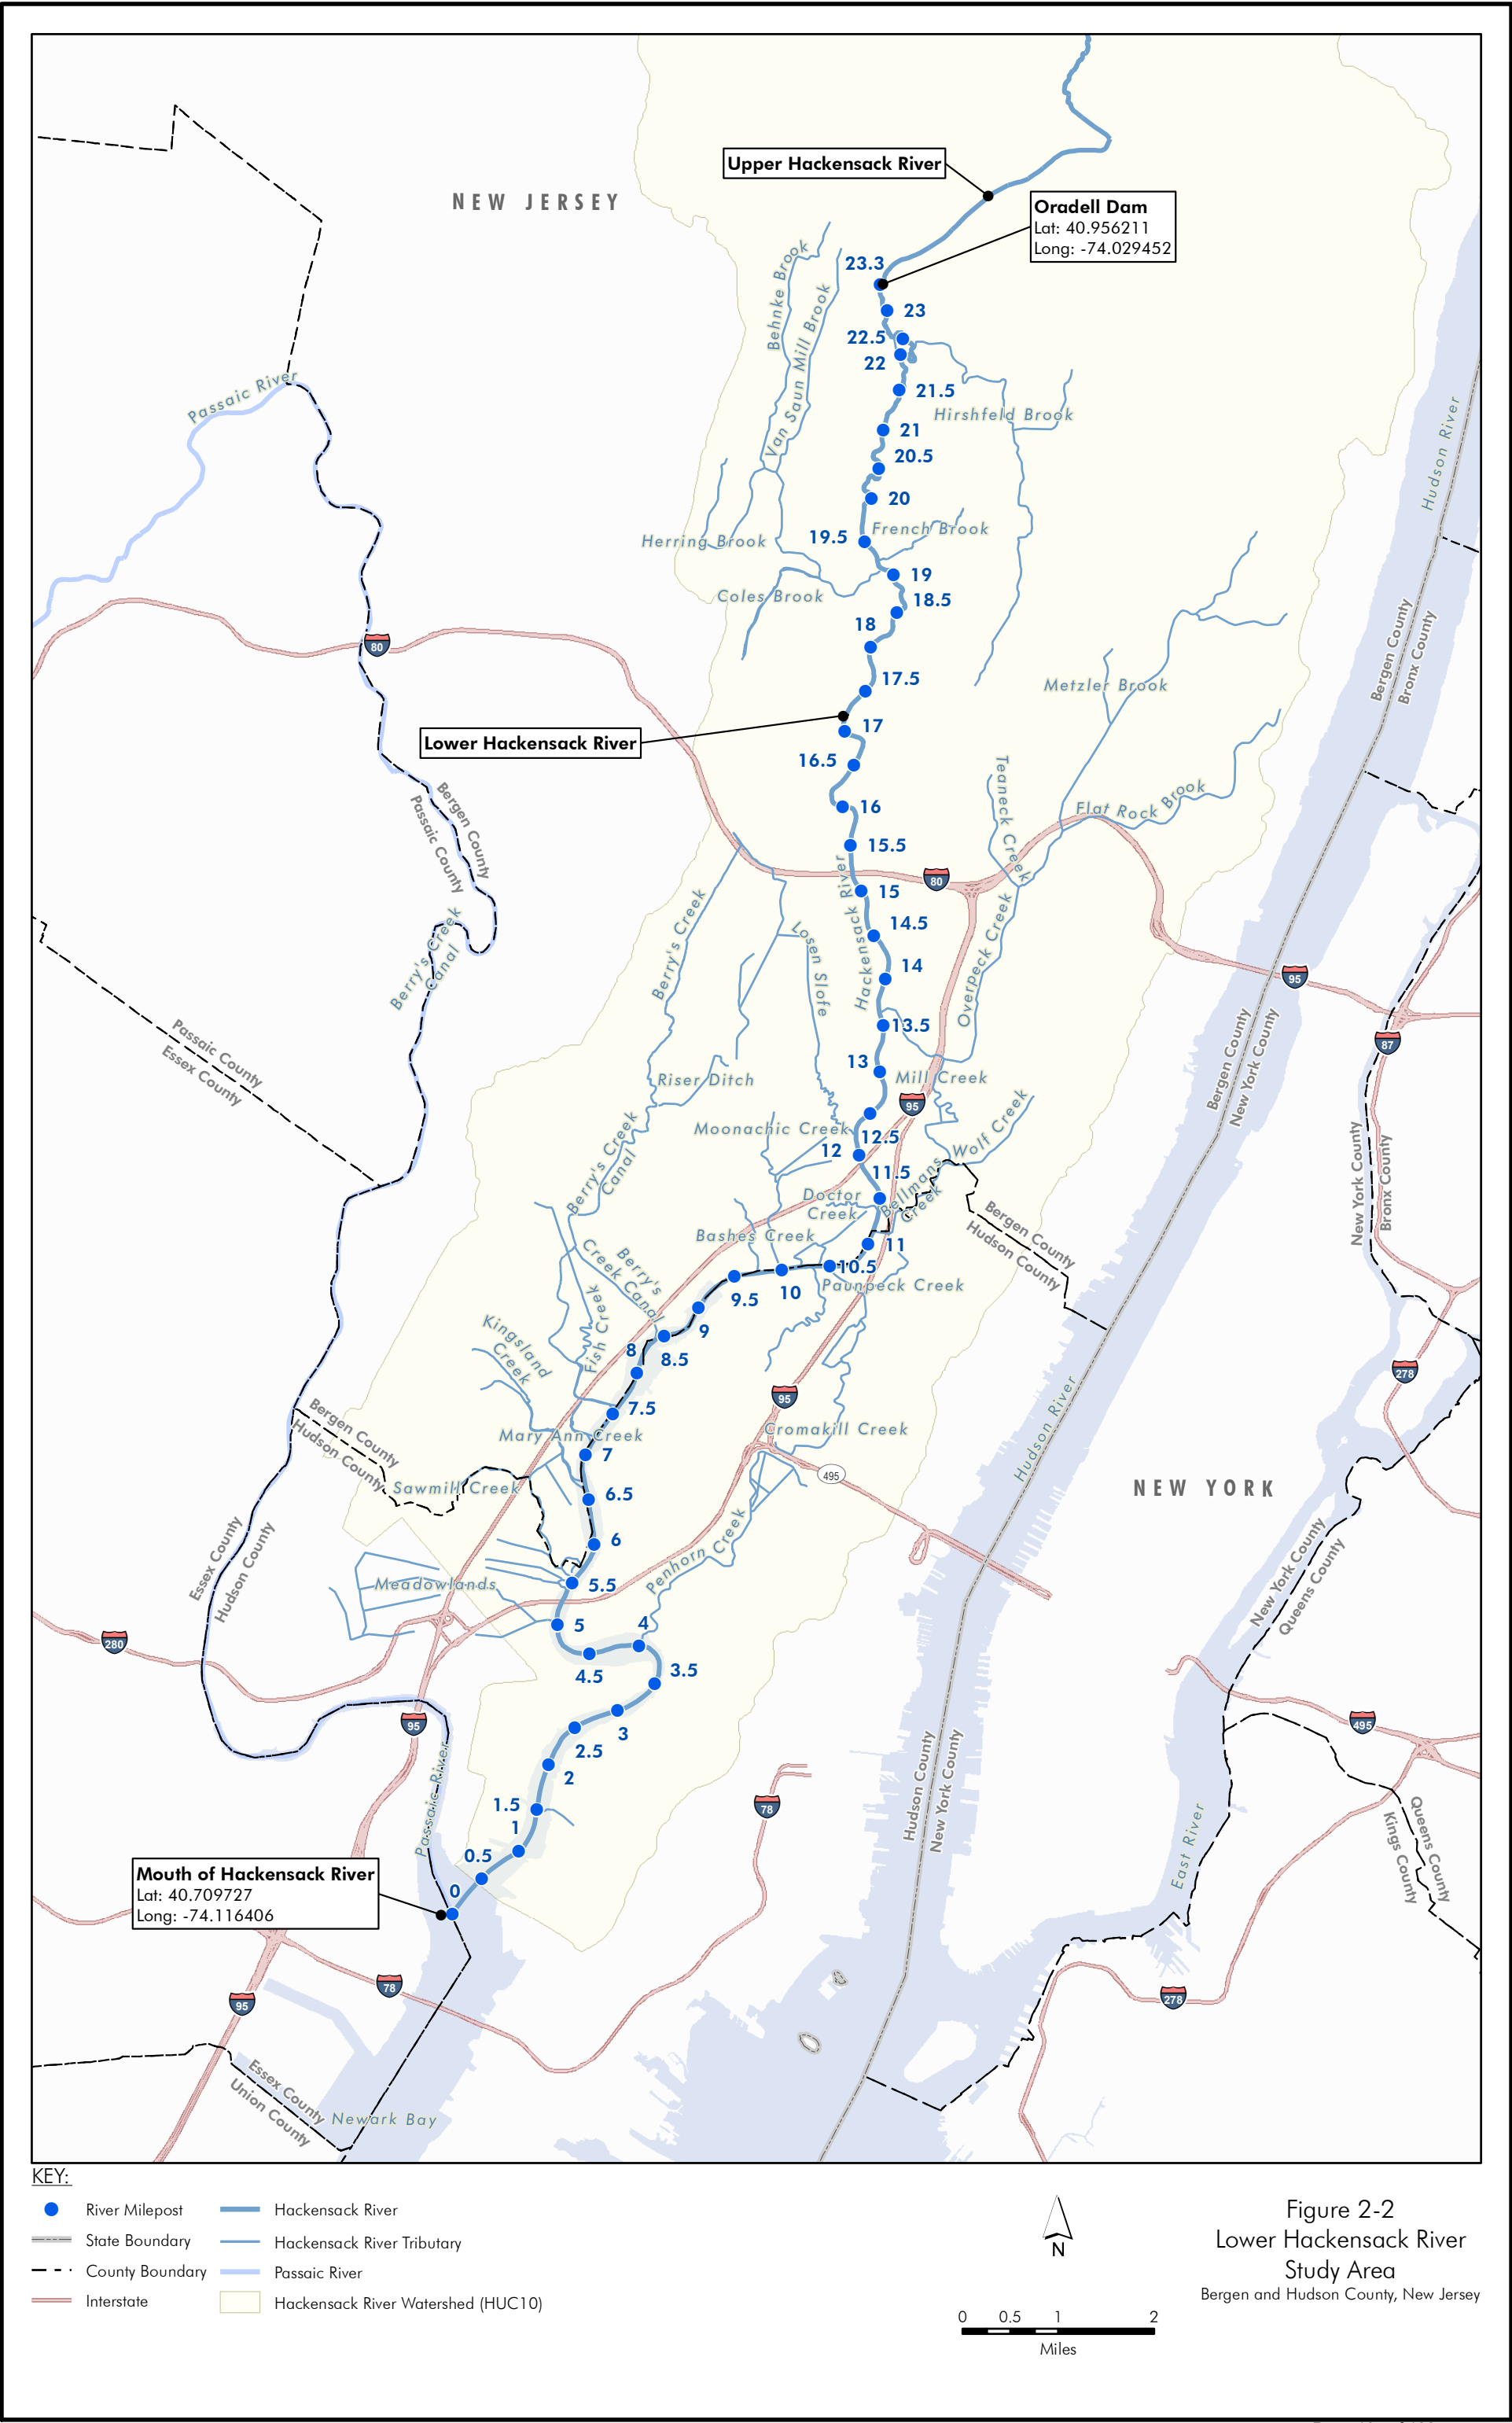 NEW JERSEY
Upper Hackensack River
Oradell Dam
Lat: 40.956211
Long: -74.029452
Behnke Brook
Van Saun Mill Brook
23.3
23
22.5
22
21.5
Hirshfeld Brook
21
20.5
20
Passaic River
Hudson River
French Brook
19.5
Herring Brook
19
Coles Brook
18.5
18
80
Bergen County
Bronx County
17.5
Metzler Brook
17
Lower Hackensack River
16.5
Teaneck Creek
Flat Rock Brook
16
Bergen County
Passaic County
15.5
Hackensack River
80
15
Berry's Creek
Losen Slofe
14.5
Overpeck Creek
Berry's Creek
Canal
14
95
13.5
87
Passaic County
Essex County
Bergen County
New York County
13
Riser Ditch
Mill Creek
95
Moonachic Creek
12.5
Wolf Creek
12
Berry's Creek
Canal
11.5
New York County
Bronx County
Doctor
Creek
Bellmans
Creek
Bergen County
Hudson County
Bashes Creek
11
Berry's
Creek Canal
10.5
Paunpeck Creek
10
9.5
Fish Creek
9
Kingsland
Creek
8
8.5
278
95
7.5
Bergen County
Hudson County
Mary Ann Creek
Cromakill Creek
Hudson River
7
495
Sawmill Creek
6.5
NEW YORK
6
Penhorn Creek
Essex County
Hudson County
Meadowlands
5.5
New York County
Queens County
5
4
280
4.5
3.5
95
3
495
2.5
Passaic River
2
Hudson County
New York County
78
1.5
1
Queens County
Kings County
East River
0.5
Mouth of Hackensack River
Lat: 40.709727
Long: -74.116406
0
78
95
278
Essex County
Union County
Newark Bay
KEY:
River Milepost
State Boundary
County Boundary
Interstate
Hackensack River
Hackensack River Tributary
Passaic River
Hackensack River Watershed (HUC10)
N
0 0.5 1 2
Miles
Figure 2-2
Lower Hackensack River
Study Area
Bergen and Hudson County, New Jersey